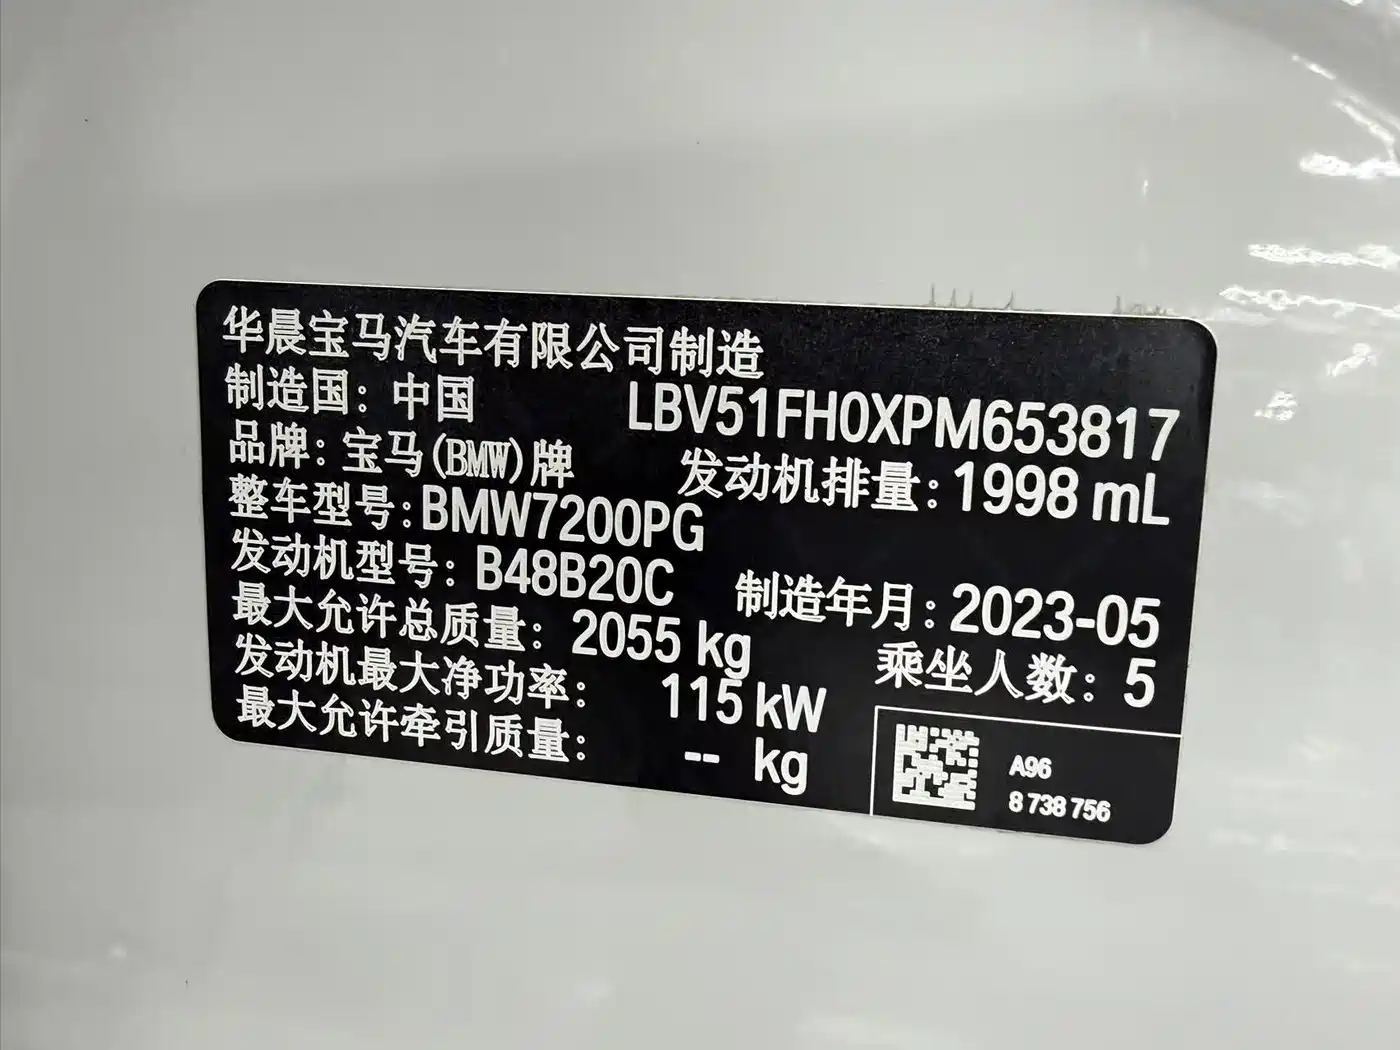 华晨宝马汽车有限公司制造
制造国：中国 LBV51FH0XPM653817
品牌：宝马(BMW)牌 发动机排量：1998 mL
整车型号：BMW7200PG
发动机型号：B48B20C 制造年月：2023-05
最大允许总质量：2055 kg 乘坐人数：5
发动机最大净功率：115 kW
最大允许牵引质量：-- kg
A96
8 738 756